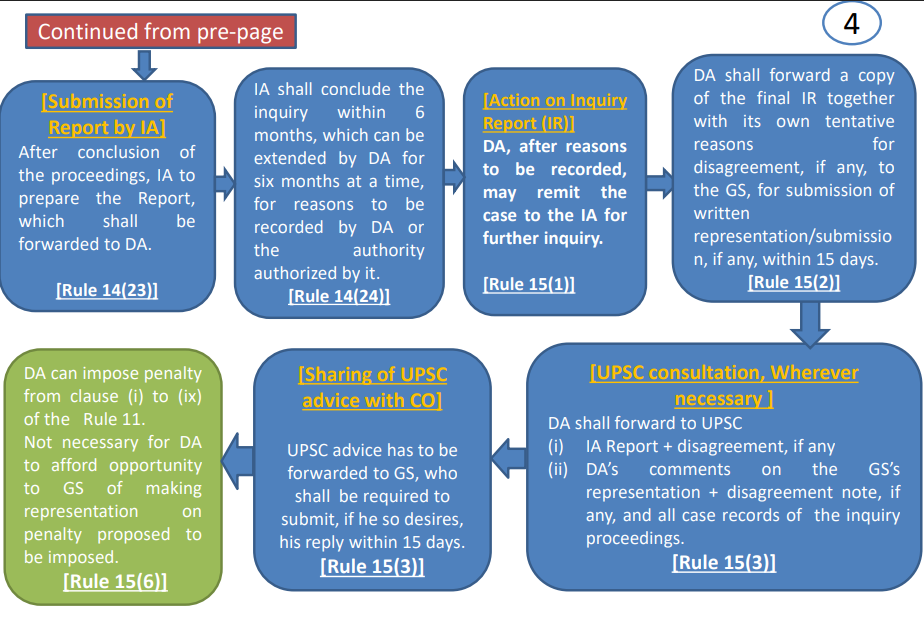 Continued from pre-page
4
[Submission of
Report by IA]
After conclusion of
the proceedings, IA to
prepare the Report,
which shall be
forwarded to DA.
[Rule 14(23)]
IA shall conclude the
inquiry within 6
months, which can be
extended by DA for
six months at a time,
for reasons to be
recorded by DA or
the authority
authorized by it.
[Rule 14(24)]
[Action on Inquiry
Report (IR)]
DA, after reasons
to be recorded,
may remit the
case to the IA for
further inquiry.
[Rule 15(1)]
DA shall forward a copy
of the final IR together
with its own tentative
reasons for
disagreement, if any, to
the GS, for submission of
written
representation/submissio
n, if any, within 15 days.
[Rule 15(2)]
[UPSC consultation, Wherever
necessary ]
DA shall forward to UPSC
(i) IA Report + disagreement, if any
(ii) DA’s comments on the GS’s
representation + disagreement note, if
any, and all case records of the inquiry
proceedings.
[Rule 15(3)]
[Sharing of UPSC
advice with CO]
UPSC advice has to be
forwarded to GS, who
shall be required to
submit, if he so desires,
his reply within 15 days.
[Rule 15(3)]
DA can impose penalty
from clause (i) to (ix)
of the Rule 11.
Not necessary for DA
to afford opportunity
to GS of making
representation on
penalty proposed to
be imposed.
[Rule 15(6)]